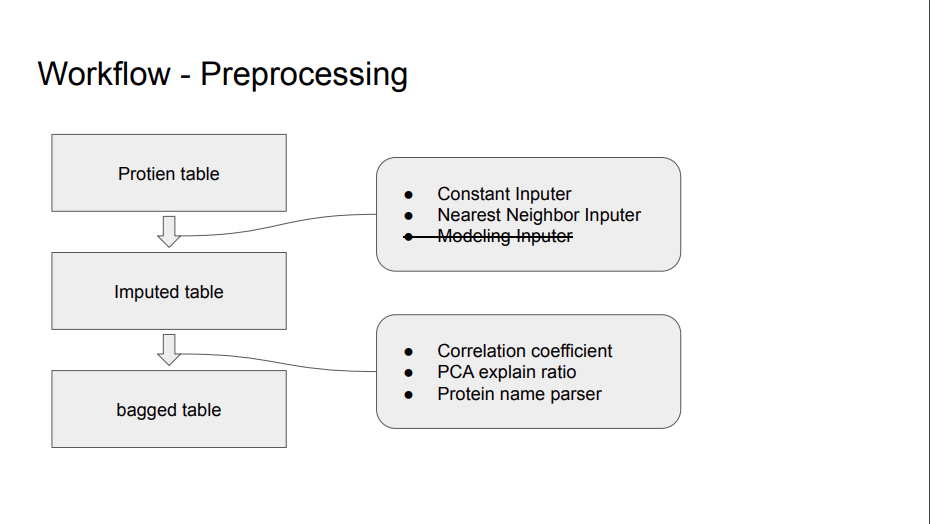 Workflow - Preprocessing
Protien table
● Constant Inputer
● Nearest Neighbor Inputer
● Modeling Inputer
Imputed table
● Correlation coefficient
● PCA explain ratio
● Protein name parser
bagged table